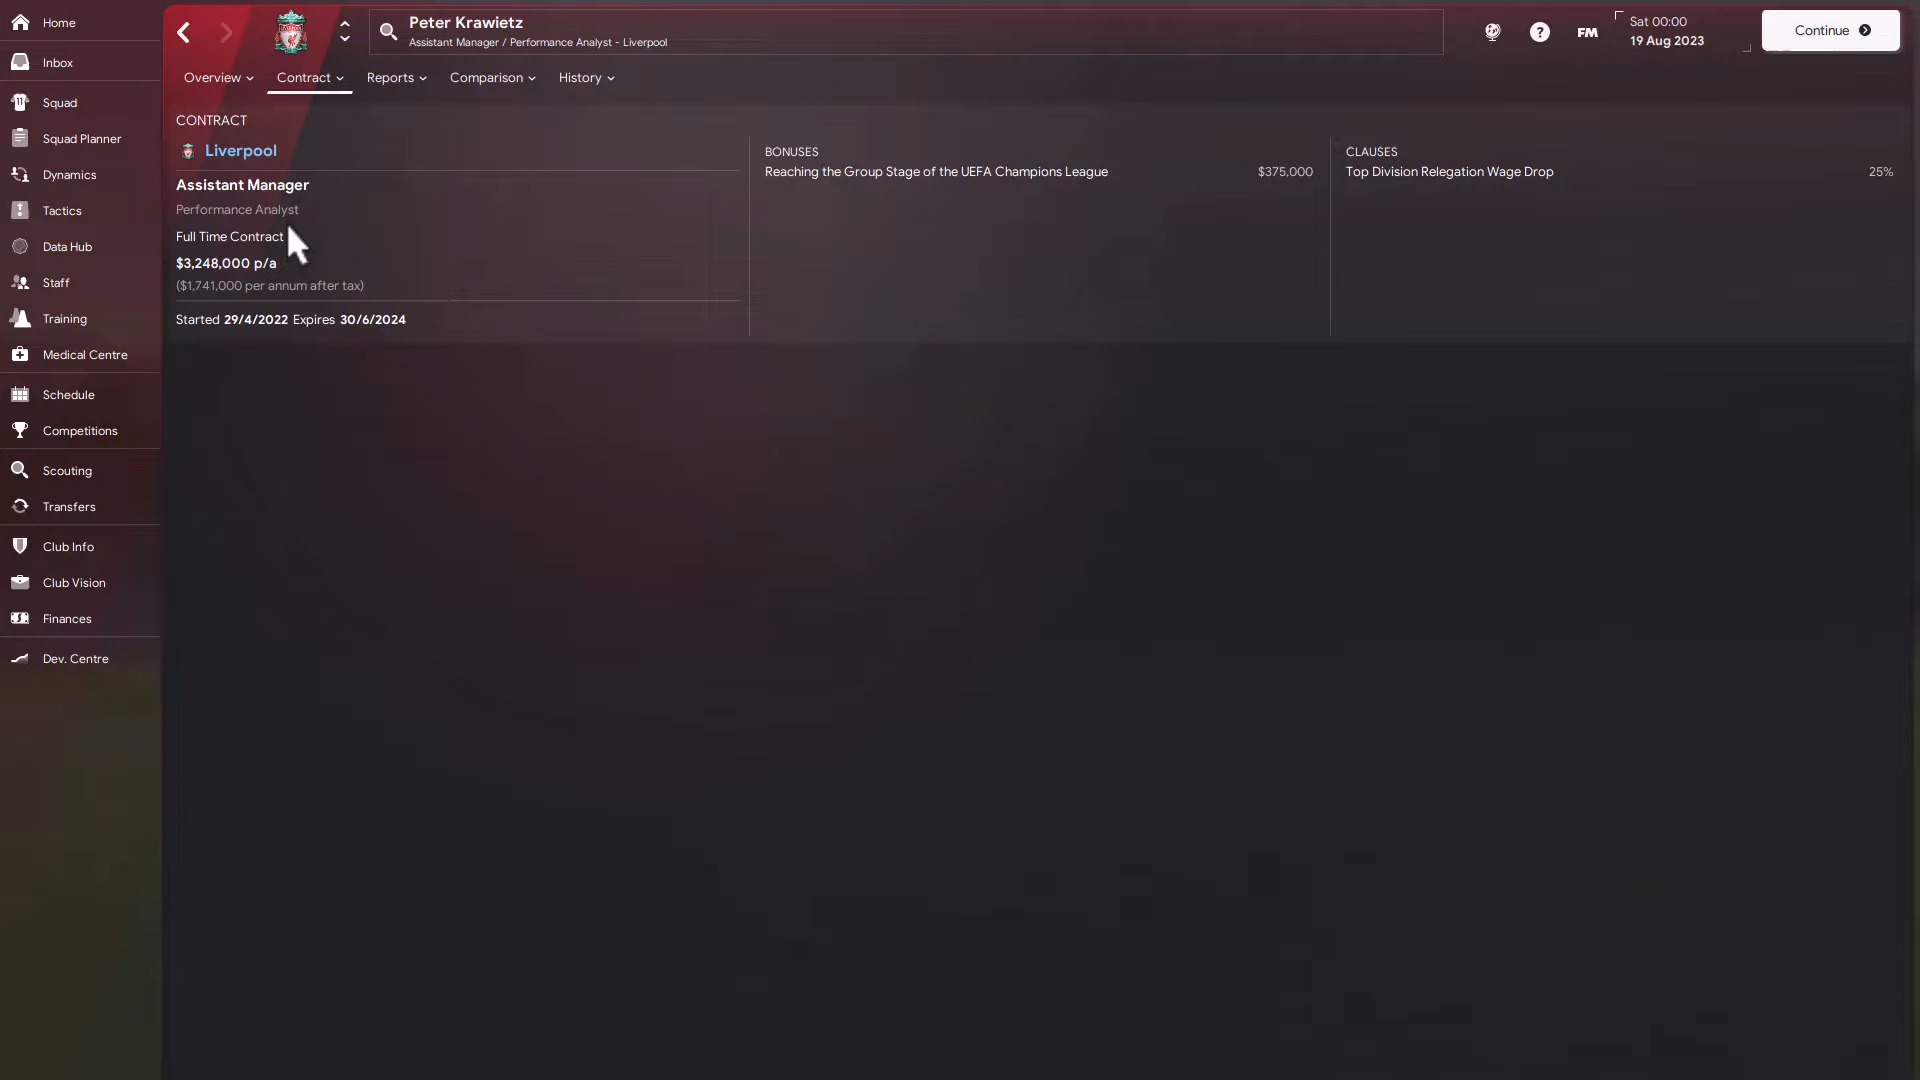 Home
Inbox
Squad
Squad Planner
Dynamics
Tactics
Data Hub
Staff
Training
Medical Centre
Schedule
Competitions
Scouting
Transfers
Club Info
Club Vision
Finances
Dev. Centre
Peter Krawietz
Assistant Manager / Performance Analyst - Liverpool
?
FM
Sat 00:00
19 Aug 2023
Continue
Overview Contract Reports Comparison History
CONTRACT
Liverpool
Assistant Manager
Performance Analyst
Full Time Contract
$3,248,000 p/a
($1,741,000 per annum after tax)
Started 29/4/2022 Expires 30/6/2024
BONUSES
Reaching the Group Stage of the UEFA Champions League $375,000
CLAUSES
Top Division Relegation Wage Drop 25%